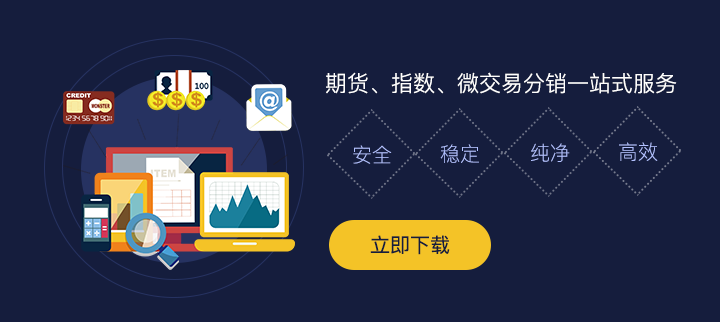 期货、指数、微交易分销一站式服务
安全
稳定
纯净
高效
立即下载
CREDIT
MONSTER
1234 5678 9011
100
@
ITEM